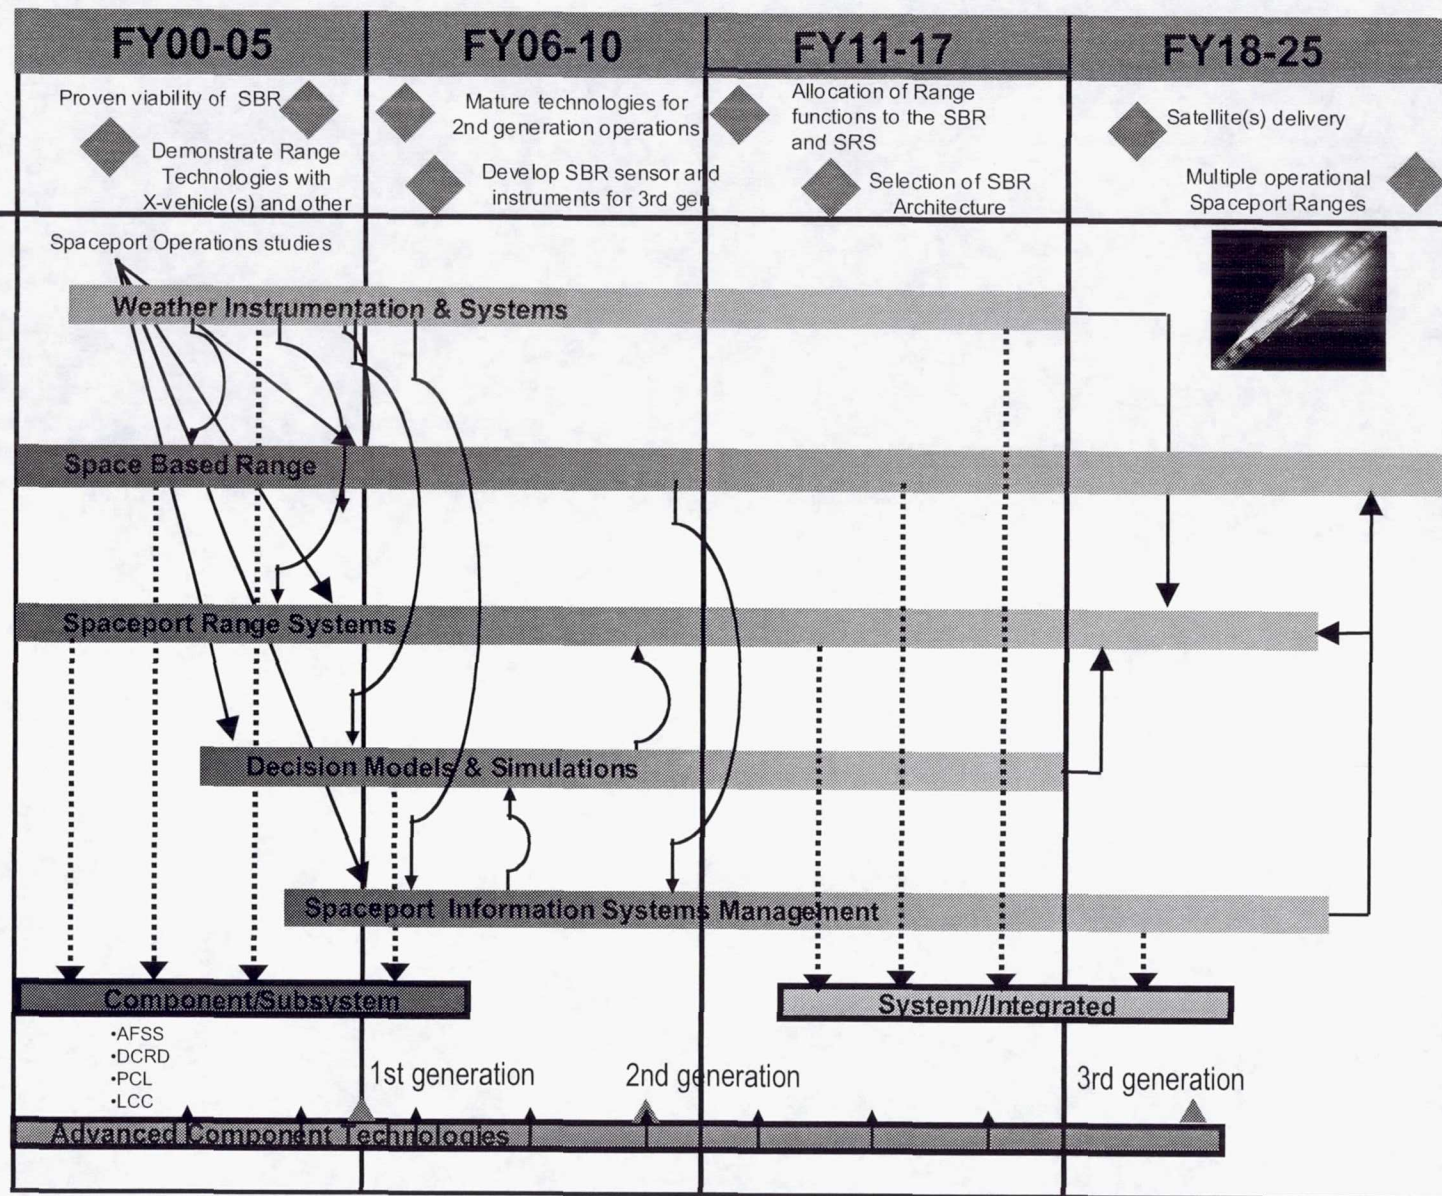 FY00-05
FY06-10
FY11-17
FY18-25
Proven viability of SBR
Demonstrate Range
Technologies with
X-vehicle(s) and other
Mature technologies for
2nd generation operations
Develop SBR sensor and
instruments for 3rd gen
Allocation of Range
functions to the SBR
and SRS
Selection of SBR
Architecture
Satellite(s) delivery
Multiple operational
Spaceport Ranges
Spaceport Operations studies
Weather Instrumentation & Systems
Space Based Range
Spaceport Range Systems
Decision Models & Simulations
Spaceport Information Systems Management
Component/Subsystem
System//Integrated
•AFSS
•DCRD
•PCL
•LCC
1st generation
2nd generation
3rd generation
Advanced Component Technologies